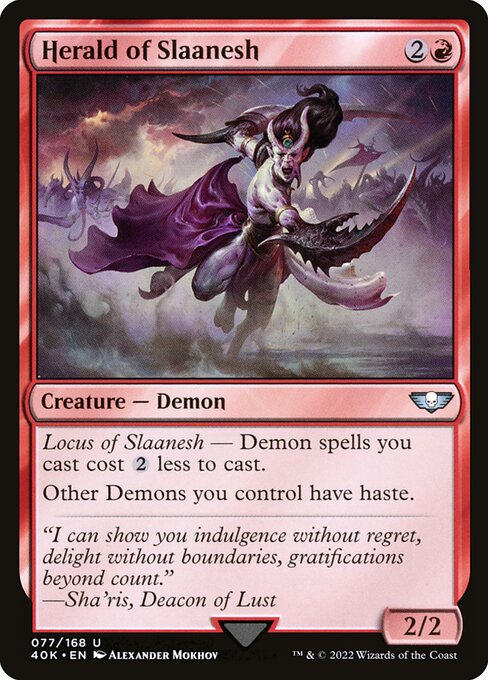 Herald of Slaanesh 2
Creature — Demon
Locus of Slaanesh — Demon spells you
cast cost 2 less to cast.
Other Demons you control have haste.
“I can show you indulgence without regret,
delight without boundaries, gratifications
beyond count.”
—Sha'ris, Deacon of Lust
2/2
077/168 U
40K • EN Alexander Mokhov
™ & © 2022 Wizards of the Coast